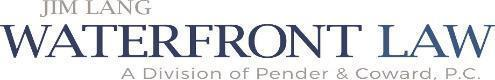 JIM LANG
WATERFRONT LAW
A Division of Pender & Coward, P.C.